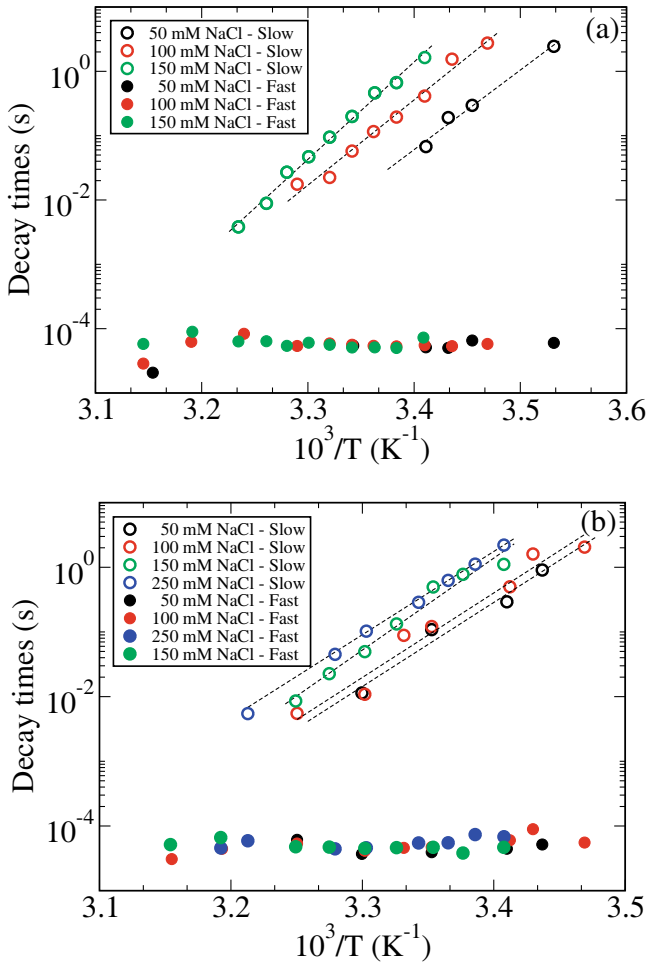 (a)
50 mM NaCl - Slow
100 mM NaCl - Slow
150 mM NaCl - Slow
50 mM NaCl - Fast
100 mM NaCl - Fast
150 mM NaCl - Fast
10^0
10^-2
10^-4
Decay times (s)
3.1 3.2 3.3 3.4 3.5 3.6
10^3/T (K^-1)
(b)
50 mM NaCl - Slow
100 mM NaCl - Slow
150 mM NaCl - Slow
250 mM NaCl - Slow
50 mM NaCl - Fast
100 mM NaCl - Fast
250 mM NaCl - Fast
150 mM NaCl - Fast
10^0
10^-2
10^-4
Decay times (s)
3.1 3.2 3.3 3.4 3.5
10^3/T (K^-1)